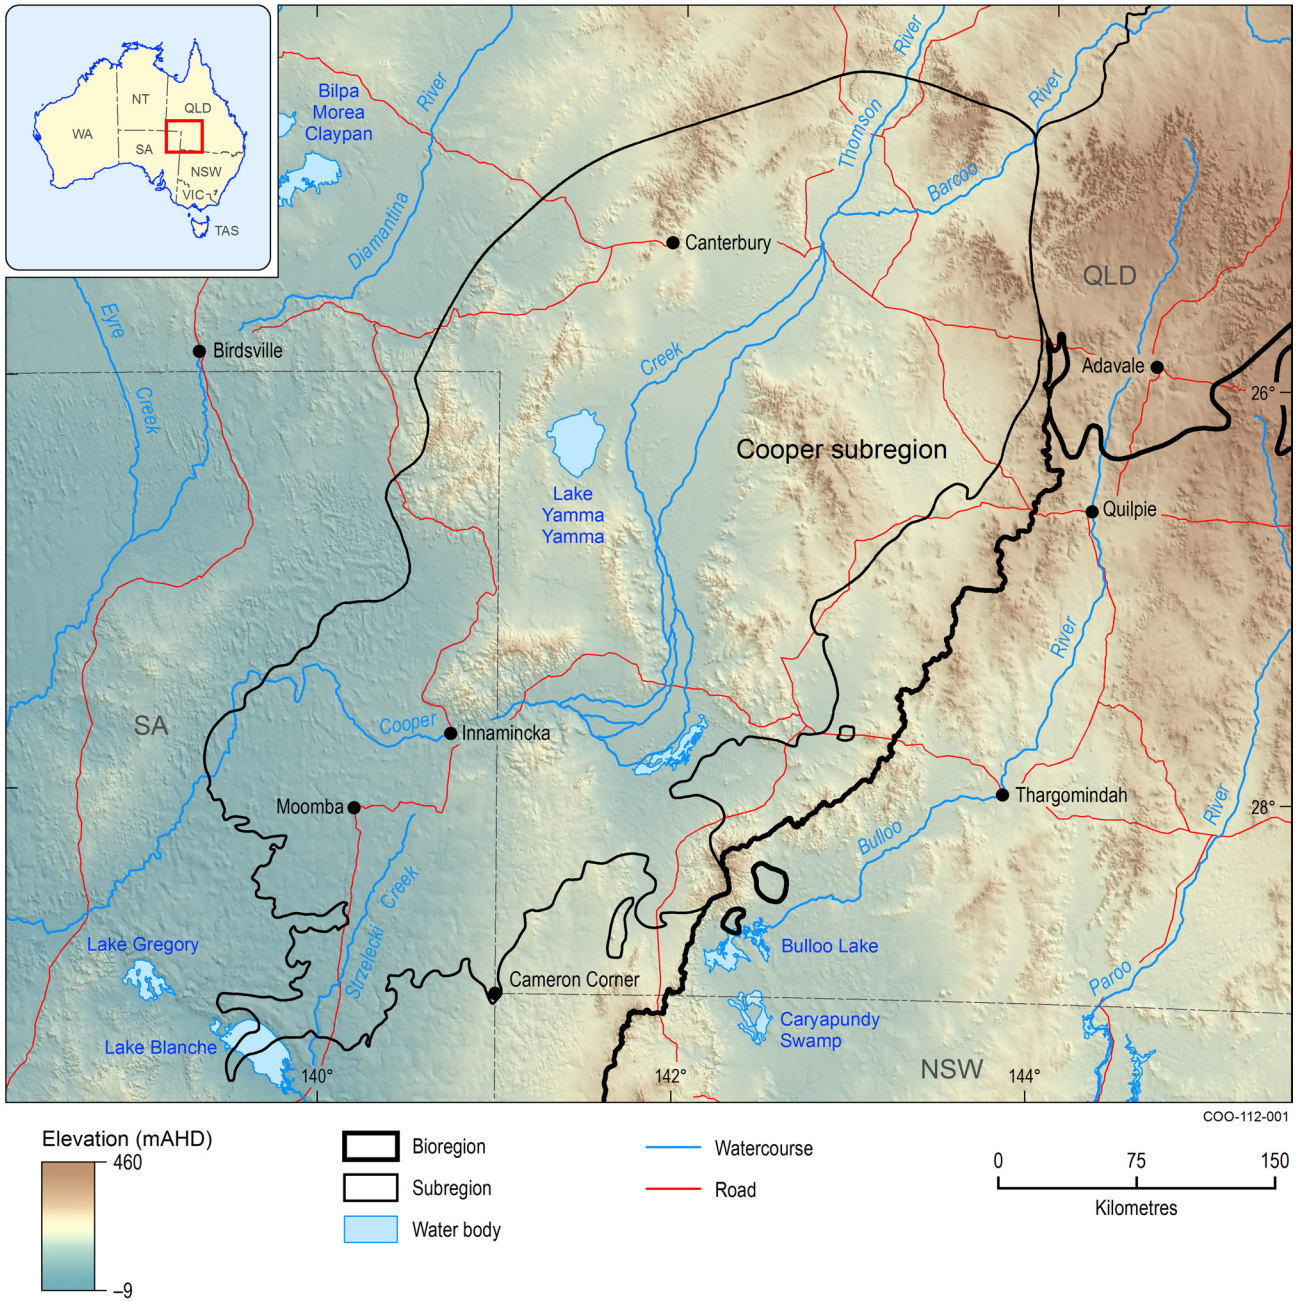 NT
QLD
WA
SA
NSW
VIC
TAS
Bilpa
Morea
Claypan
River
Diamantina
River
Thomson
River
Barcoo
Canterbury
QLD
Eyre
Creek
Birdsville
Creek
Adavale
26°
Cooper subregion
Lake
Yamma
Yamma
Quilpie
River
SA
Cooper
Innamincka
Moomba
Thargomindah
28°
River
Bulloo
Creek
Strzelecki
Lake Gregory
Bulloo Lake
Cameron Corner
Paroo
Caryapundy
Swamp
Lake Blanche
NSW
140°
142°
144°
COO-112-001
Elevation (mAHD)
460
–9
Bioregion
Subregion
Water body
Watercourse
Road
0
75
150
Kilometres